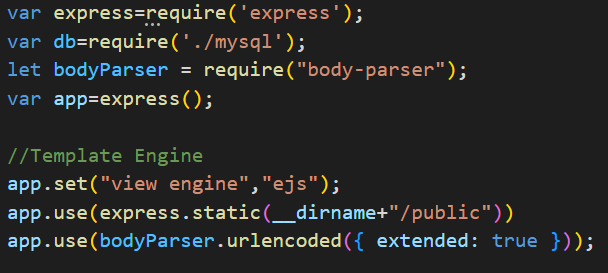 var express=require('express');
var db=require('./mysql');
let bodyParser = require("body-parser");
var app=express();
//Template Engine
app.set("view engine","ejs");
app.use(express.static(__dirname+"/public"))
app.use(bodyParser.urlencoded({ extended: true }));